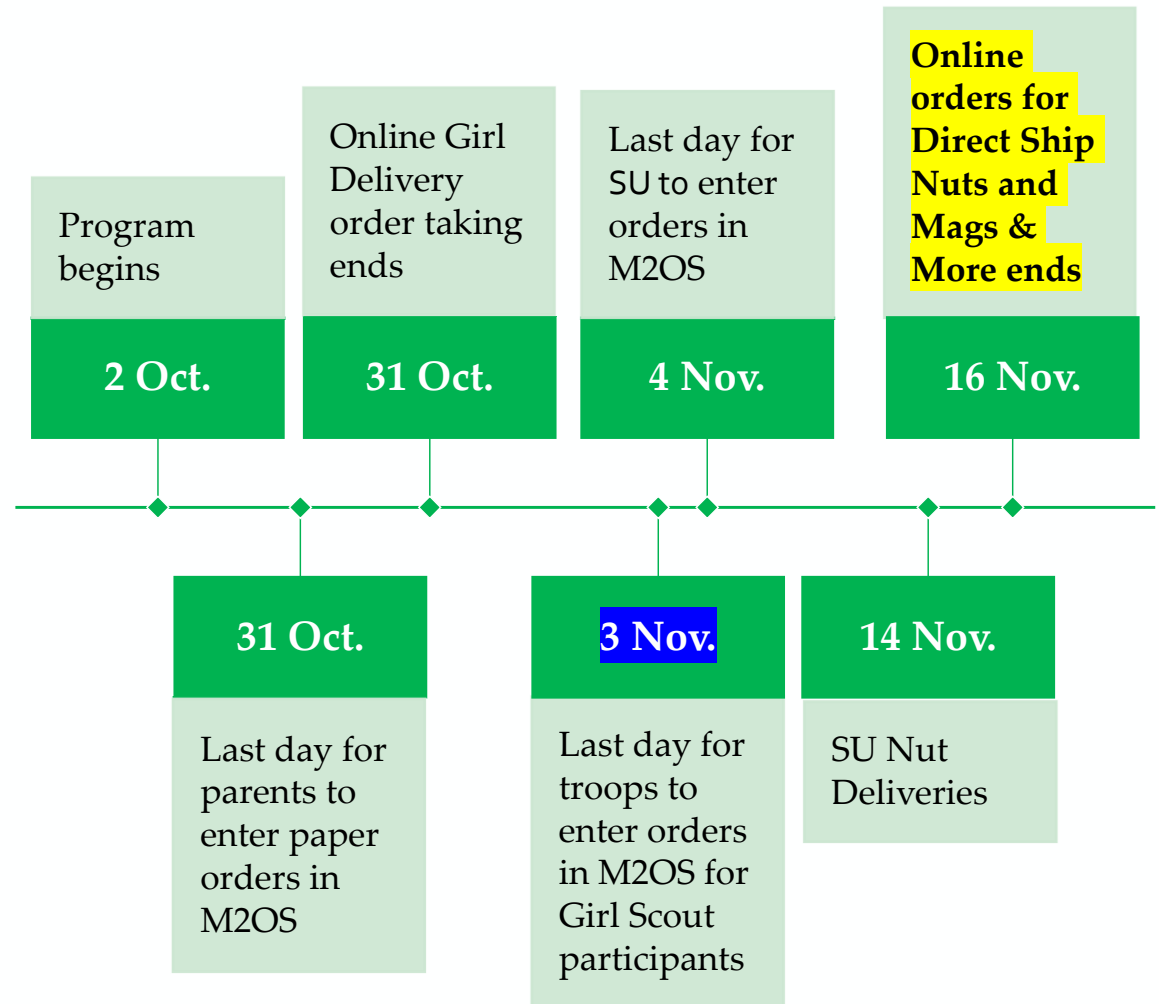 Program
begins
2 Oct.
31 Oct.
Last day for
parents to
enter paper
orders in
M2OS
Online Girl
Delivery
order taking
ends
31 Oct.
3 Nov.
Last day for
troops to
enter orders
in M2OS for
Girl Scout
participants
Last day for
SU to enter
orders in
M2OS
4 Nov.
14 Nov.
SU Nut
Deliveries
Online
orders for
Direct Ship
Nuts and
Mags &
More ends
16 Nov.